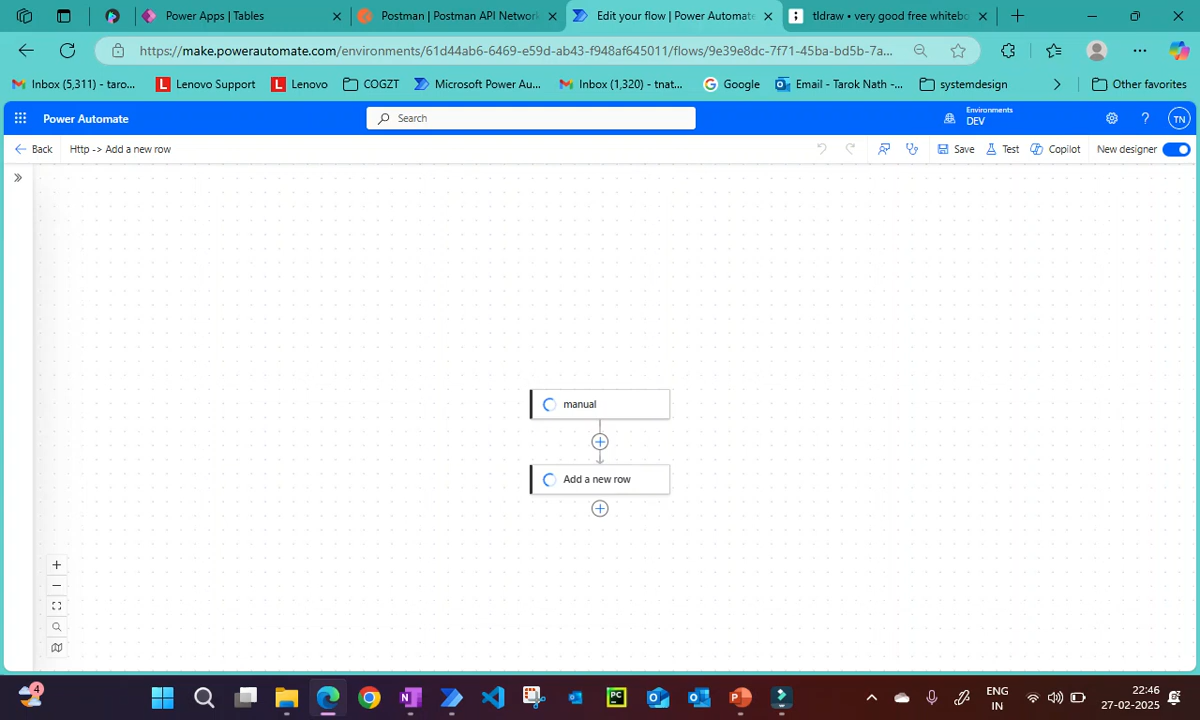 Power Apps | Tables
Postman | Postman API Network
Edit your flow | Power Automate
tldraw • very good free whitebo
https://make.powerautomate.com/environments/61d44ab6-6469-e59d-ab43-f948af645011/flows/9e39e8dc-7f71-45ba-bd5b-7a...
Inbox (5,311) - taro...
Lenovo Support
Lenovo
COGZT
Microsoft Power Au...
Inbox (1,320) - tnat...
Google
Email - Tarok Nath -...
systemdesign
Other favorites
Power Automate
Search
Environments
DEV
TN
Back
Http -> Add a new row
Save
Test
Copilot
New designer
manual
Add a new row
4
ENG
IN
22:46
27-02-2025